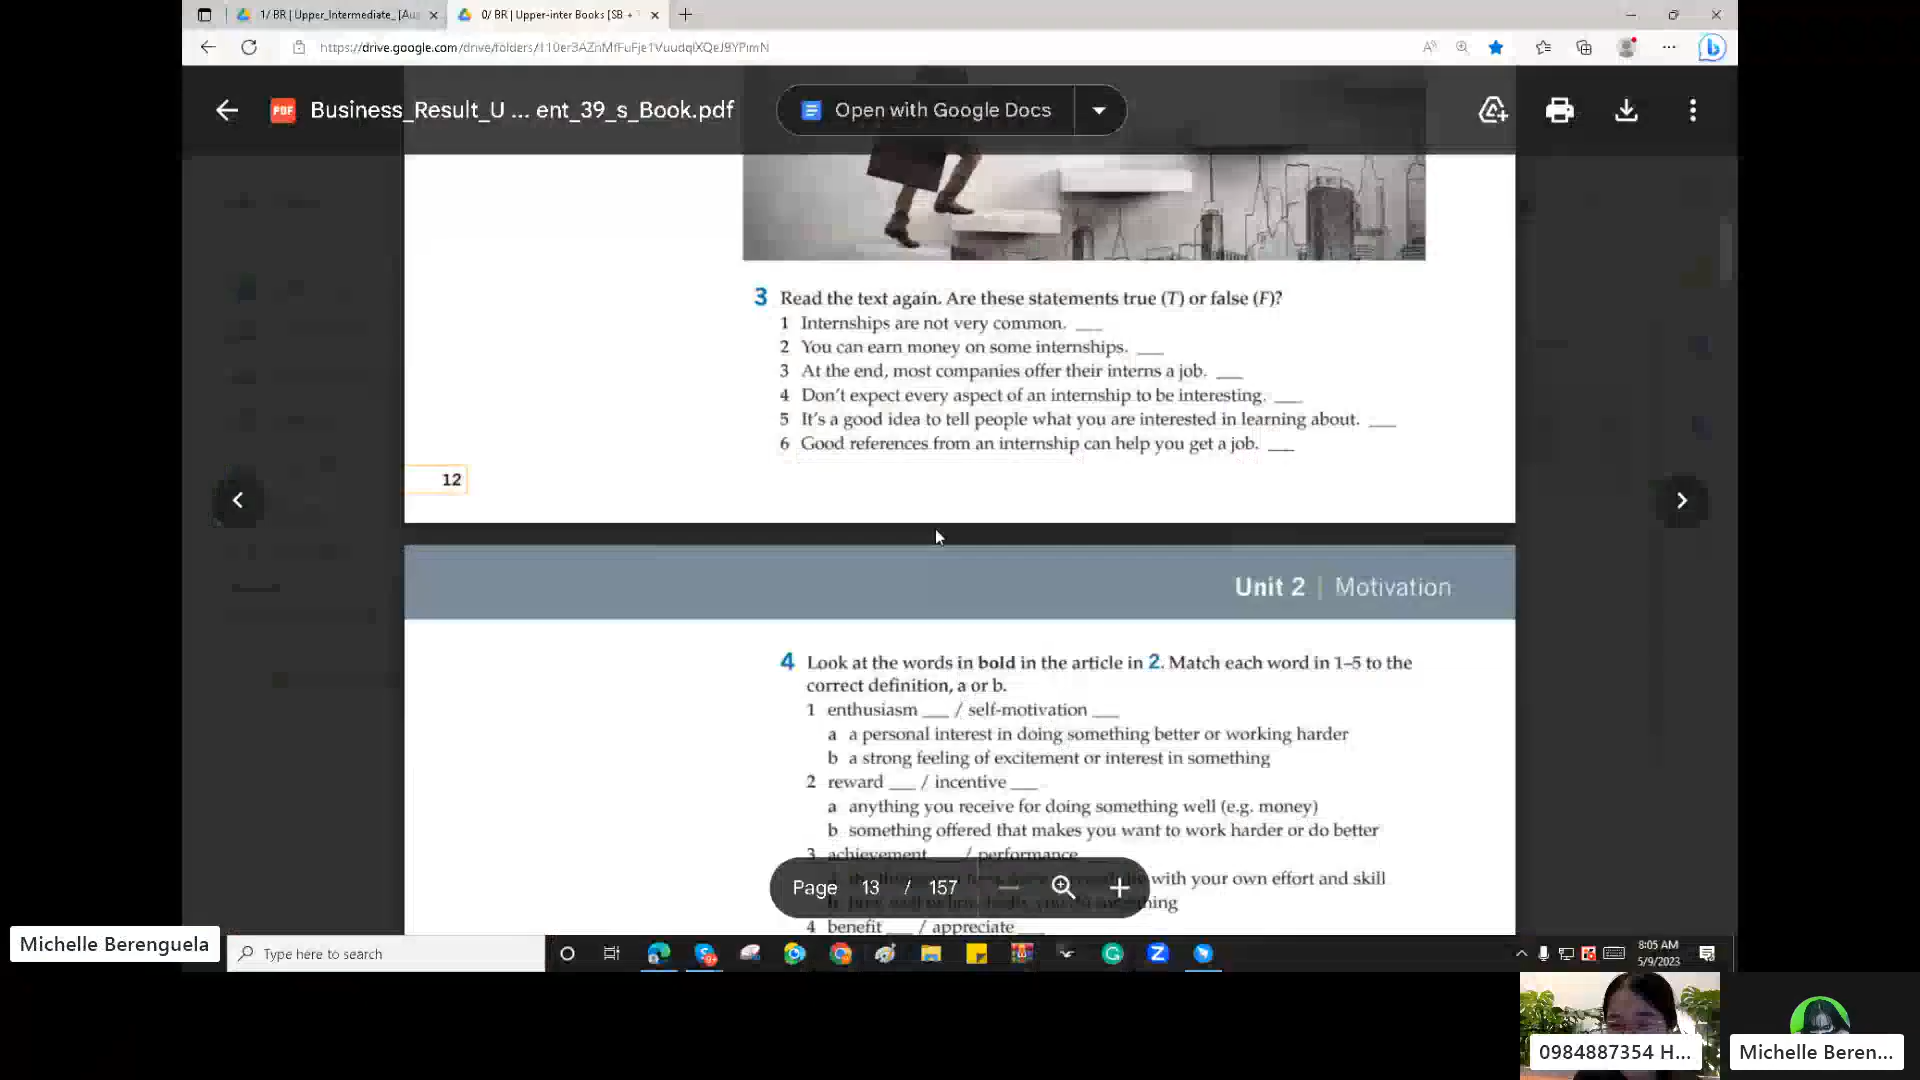 1/ BR | Upper_Intermediate_ [Au
0/ BR | Upper-inter Books [SB +
https://drive.google.com/drive/folders/
PDF
Business_Result_U ... ent_39_s_Book.pdf
Open with Google Docs
3 Read the text again. Are these statements true (T) or false (F)?
1 Internships are not very common. ___
2 You can earn money on some internships. ___
3 At the end, most companies offer their interns a job. ___
4 Don't expect every aspect of an internship to be interesting. ___
5 It's a good idea to tell people what you are interested in learning about. ___
6 Good references from an internship can help you get a job. ___
12
Unit 2 | Motivation
4 Look at the words in bold in the article in 2. Match each word in 1–5 to the
correct definition, a or b.
1 enthusiasm ___ / self-motivation ___
a a personal interest in doing something better or working harder
b a strong feeling of excitement or interest in something
2 reward ___ / incentive ___
a anything you receive for doing something well (e.g. money)
b something offered that makes you want to work harder or do better
3 achievement ___ / performance
with your own effort and skill
4 benefit ___ / appreciate ___
Page 13 / 157
Michelle Berenguela
Type here to search
8:05 AM
5/9/2023
0984887354 H...
Michelle Beren...